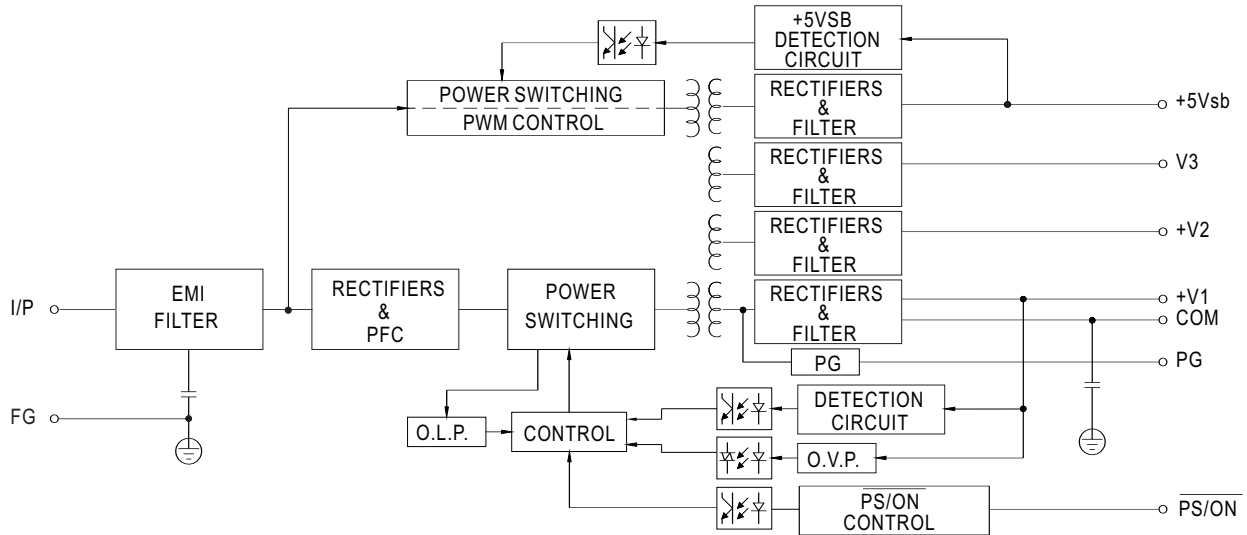 +5VSB
DETECTION
CIRCUIT
POWER SWITCHING
PWM CONTROL
RECTIFIERS
&
FILTER
+5Vsb
RECTIFIERS
&
FILTER
V3
RECTIFIERS
&
FILTER
+V2
I/P
EMI
FILTER
RECTIFIERS
&
PFC
POWER
SWITCHING
RECTIFIERS
&
FILTER
+V1
COM
PG
PG
FG
O.L.P.
CONTROL
DETECTION
CIRCUIT
O.V.P.
PS/ON
CONTROL
PS/ON